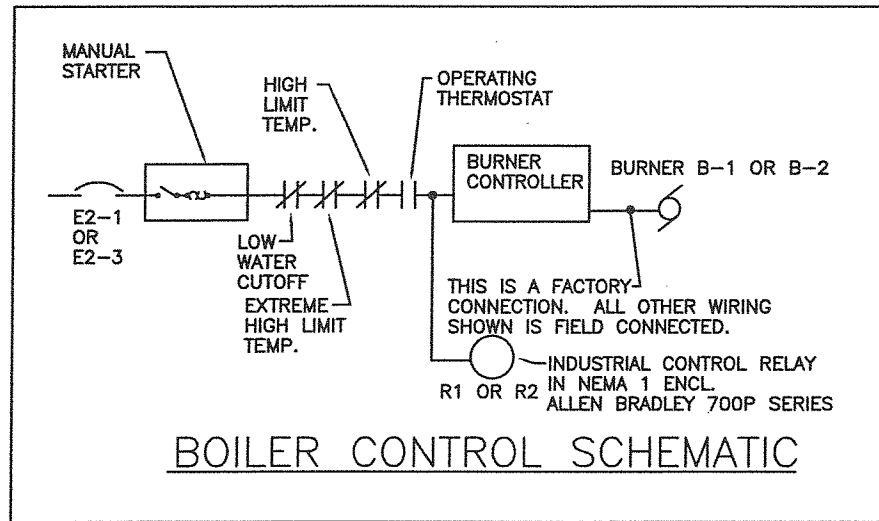 MANUAL
STARTER
HIGH
LIMIT
TEMP.
OPERATING
THERMOSTAT
BURNER
CONTROLLER
BURNER B-1 OR B-2
E2-1
OR
E2-3
LOW
WATER
CUTOFF
EXTREME
HIGH LIMIT
TEMP.
THIS IS A FACTORY
CONNECTION. ALL OTHER WIRING
SHOWN IS FIELD CONNECTED.
R1 OR R2
INDUSTRIAL CONTROL RELAY
IN NEMA 1 ENCL.
ALLEN BRADLEY 700P SERIES
BOILER CONTROL SCHEMATIC